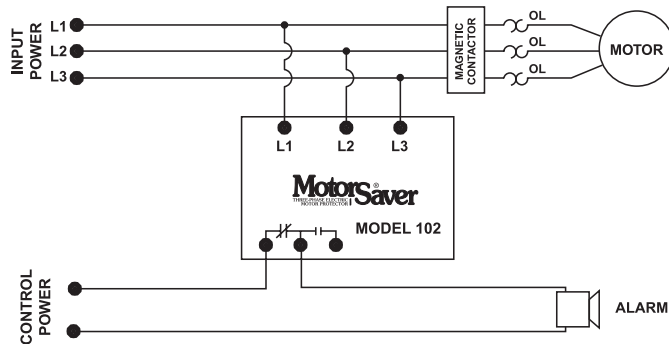 INPUT POWER
L1
L2
L3
MAGNETIC CONTACTOR
OL
OL
OL
MOTOR
L1 L2 L3
MotorSaver®
THREE-PHASE ELECTRIC
MOTOR PROTECTOR
MODEL 102
CONTROL POWER
ALARM